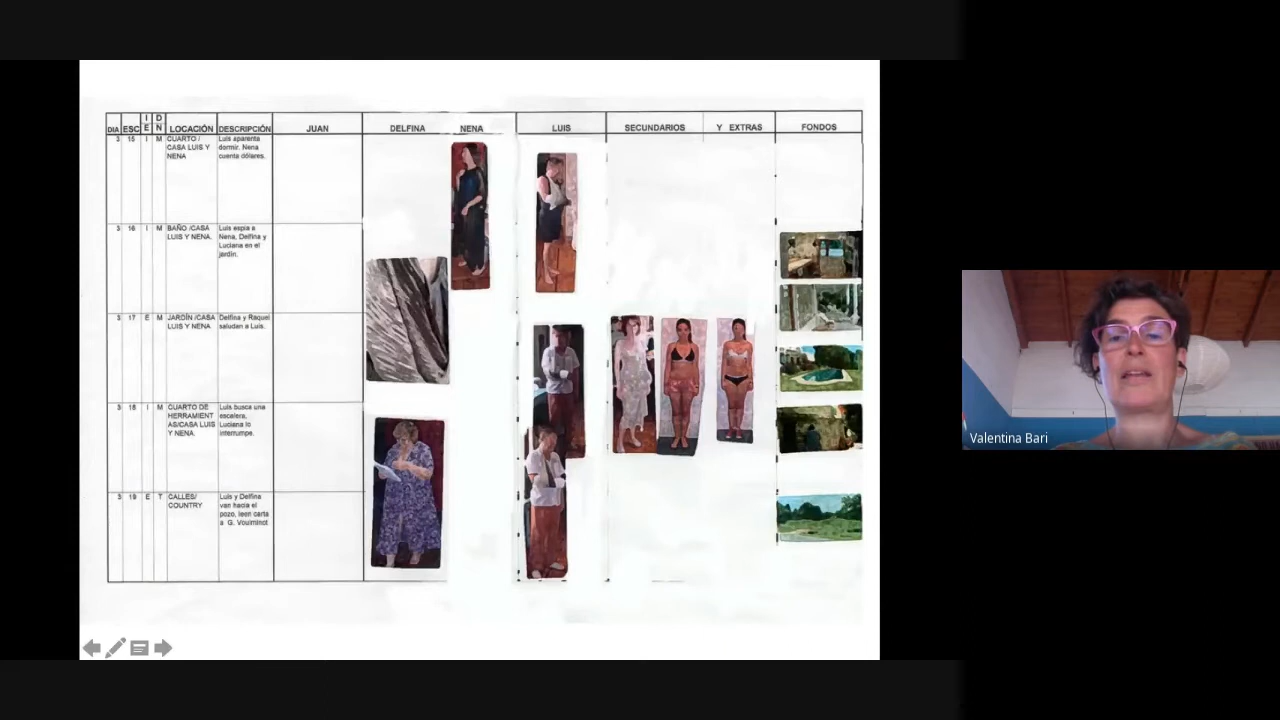 DIA ESC I E D N LOCACIÓN DESCRIPCIÓN JUAN DELFINA NENA LUIS SECUNDARIOS Y EXTRAS FONDOS
3 15 I M CUARTO /
CASA LUIS Y
NENA
Luis aparenta
dormir. Nena
cuenta dólares.
3 16 I M BAÑO /CASA
LUIS Y NENA.
Luis espía a
Nena, Delfina y
Luciana en el
jardín.
3 17 E M JARDÍN /CASA
LUIS Y NENA
Delfina y Raquel
saludan a Luis.
3 18 I M CUARTO DE
HERRAMIENT
AS/CASA LUIS
Y NENA
Luis busca una
escalera,
Luciana lo
interrumpe.
3 19 E T CALLES/
COUNTRY
Luis y Delfina
van hacia el
pozo, leen carta
a G. Voulminot
Valentina Bari